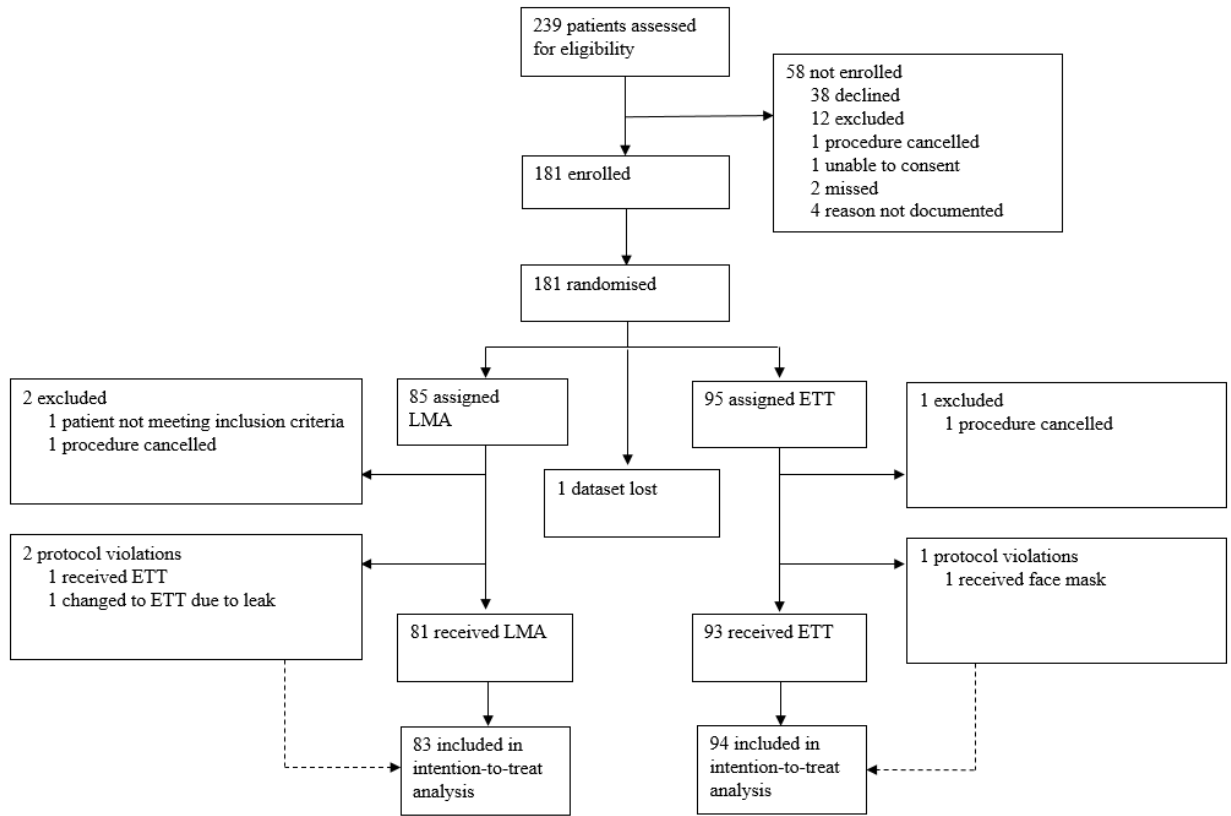 239 patients assessed
for eligibility
58 not enrolled
38 declined
12 excluded
1 procedure cancelled
1 unable to consent
2 missed
4 reason not documented
181 enrolled
181 randomised
2 excluded
1 patient not meeting inclusion criteria
1 procedure cancelled
85 assigned
LMA
95 assigned ETT
1 excluded
1 procedure cancelled
1 dataset lost
2 protocol violations
1 received ETT
1 changed to ETT due to leak
81 received LMA
93 received ETT
1 protocol violations
1 received face mask
83 included in
intention-to-treat
analysis
94 included in
intention-to-treat
analysis